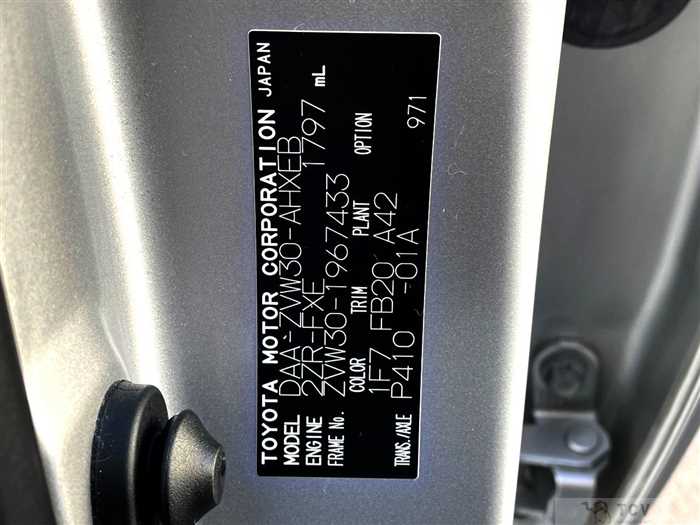 TOYOTA MOTOR CORPORATION JAPAN
MODEL DAA-ZVW30-AHXEB
ENGINE 2ZR-FXE 1797 mL
FRAME No. ZVW30-1967433
COLOR TRIM PLANT OPTION
1F7 FB20 A42
TRANS./AXLE P410 -01A 971
TCV